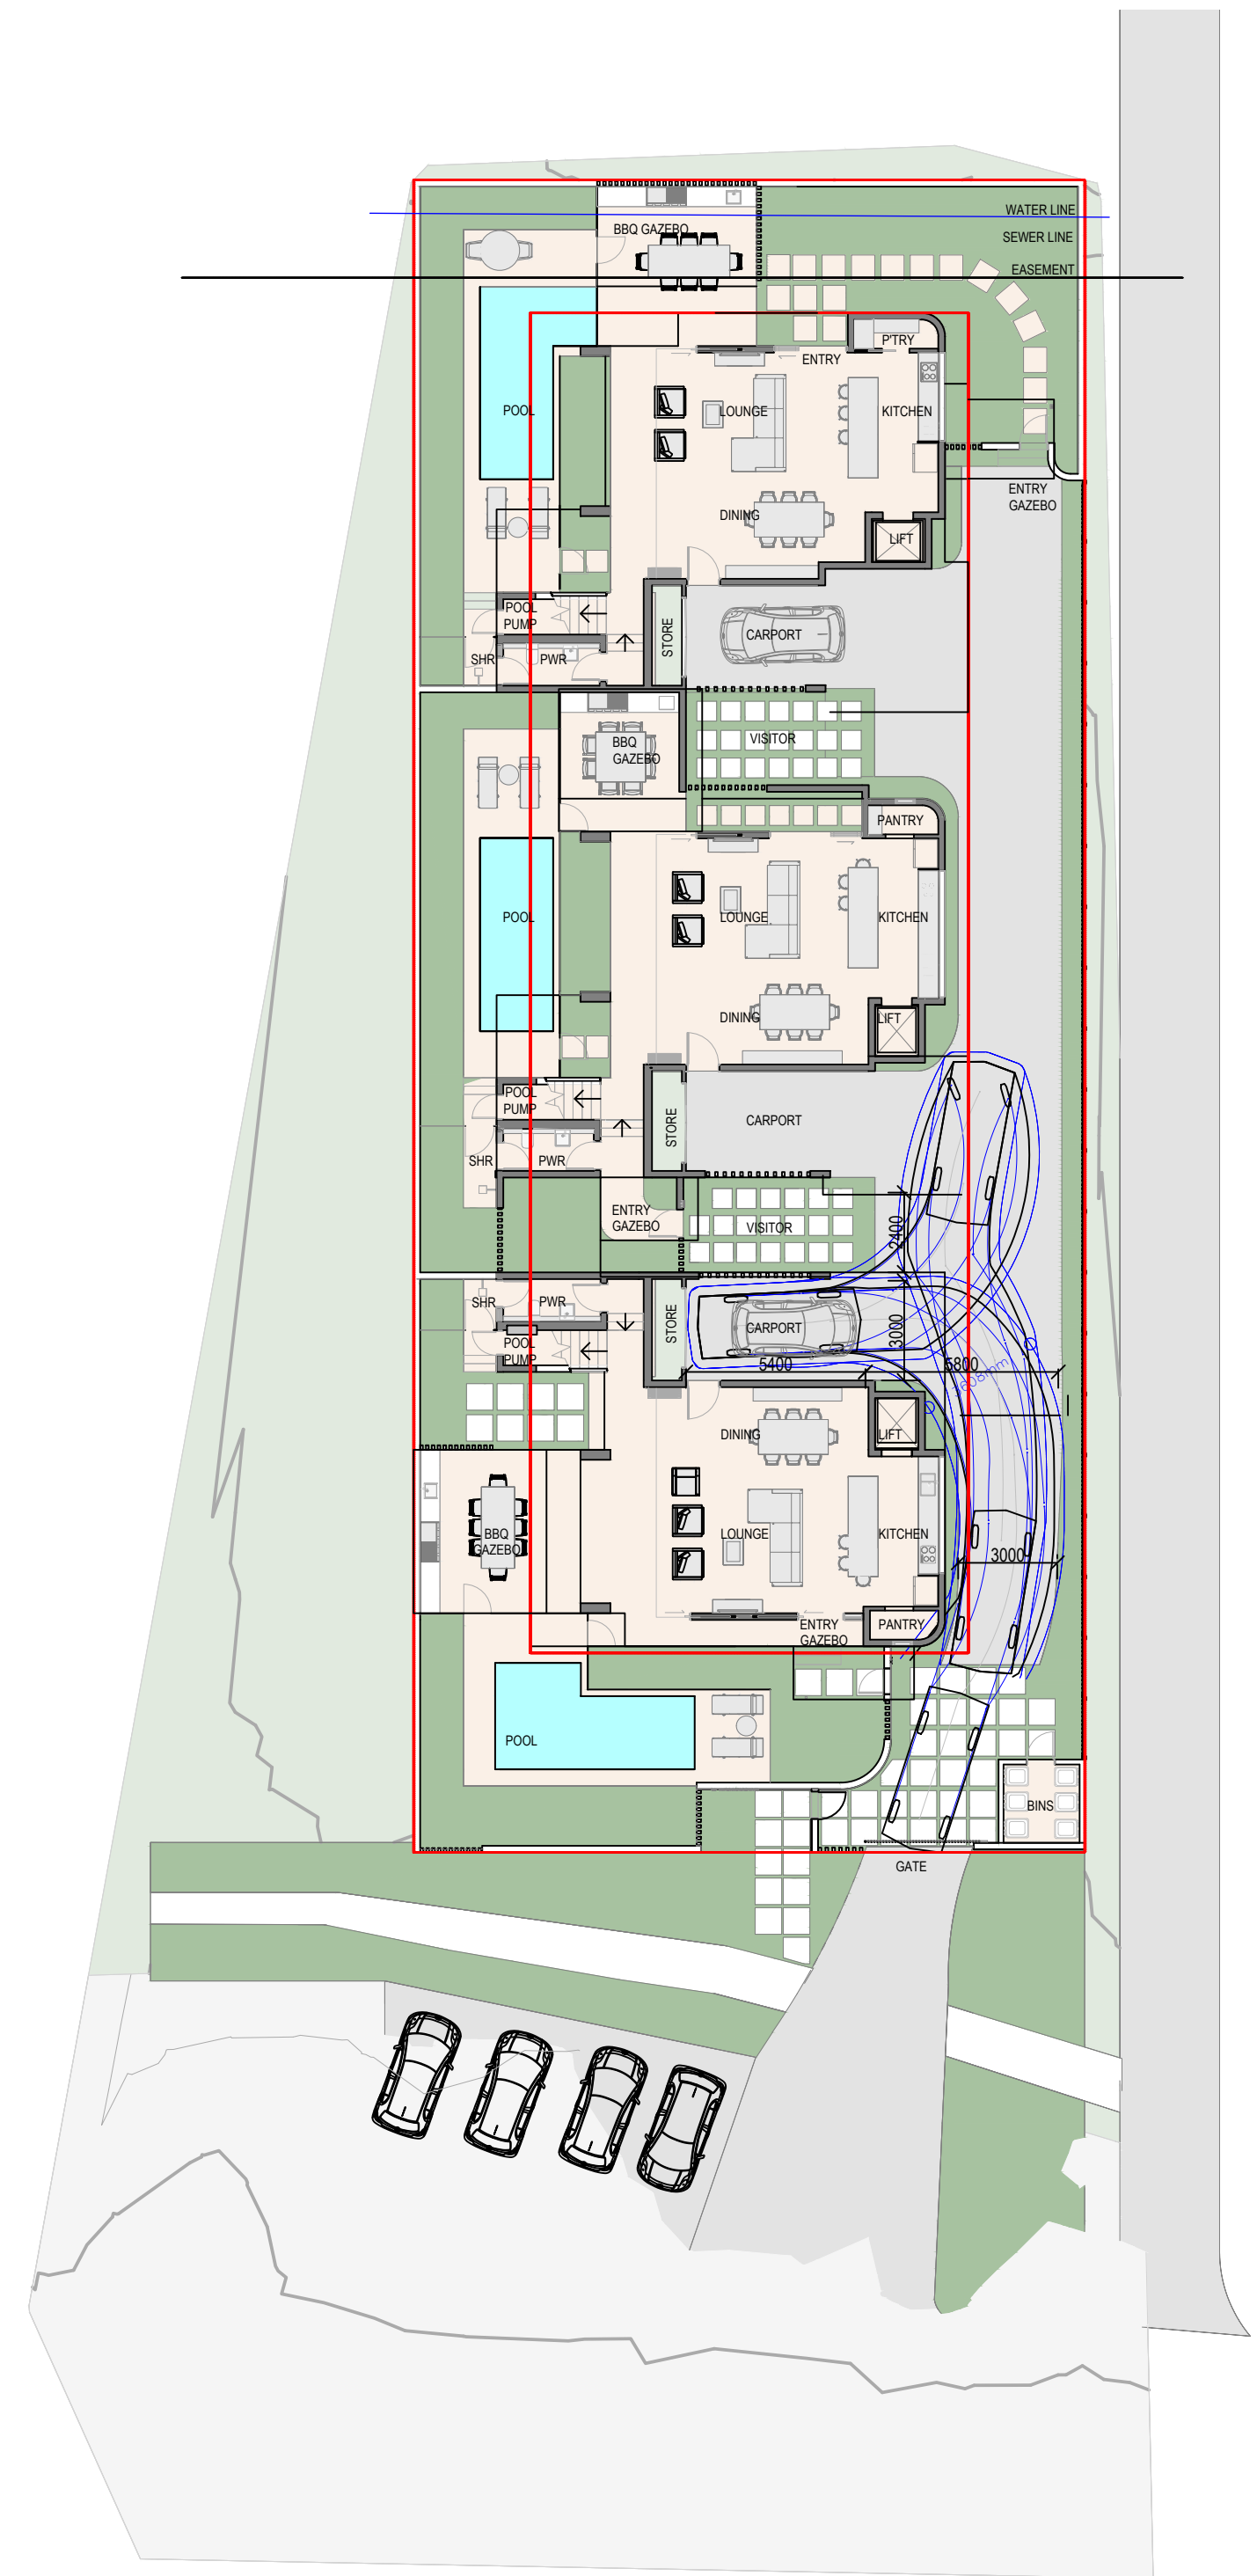 WATER LINE
BBQ GAZEBO
SEWER LINE
EASEMENT
P'TRY
ENTRY
POOL
LOUNGE
KITCHEN
ENTRY
GAZEBO
DINING
LIFT
POOL
PUMP
STORE
CARPORT
SHR
PWR
BBQ
GAZEBO
VISITOR
PANTRY
POOL
LOUNGE
KITCHEN
DINING
LIFT
POOL
PUMP
STORE
CARPORT
SHR
PWR
ENTRY
GAZEBO
VISITOR
2400
SHR
PWR
STORE
CARPORT
3000
POOL
PUMP
5400
5800
DINING
LIFT
BBQ
GAZEBO
LOUNGE
KITCHEN
3000
ENTRY
GAZEBO
PANTRY
POOL
BINS
GATE